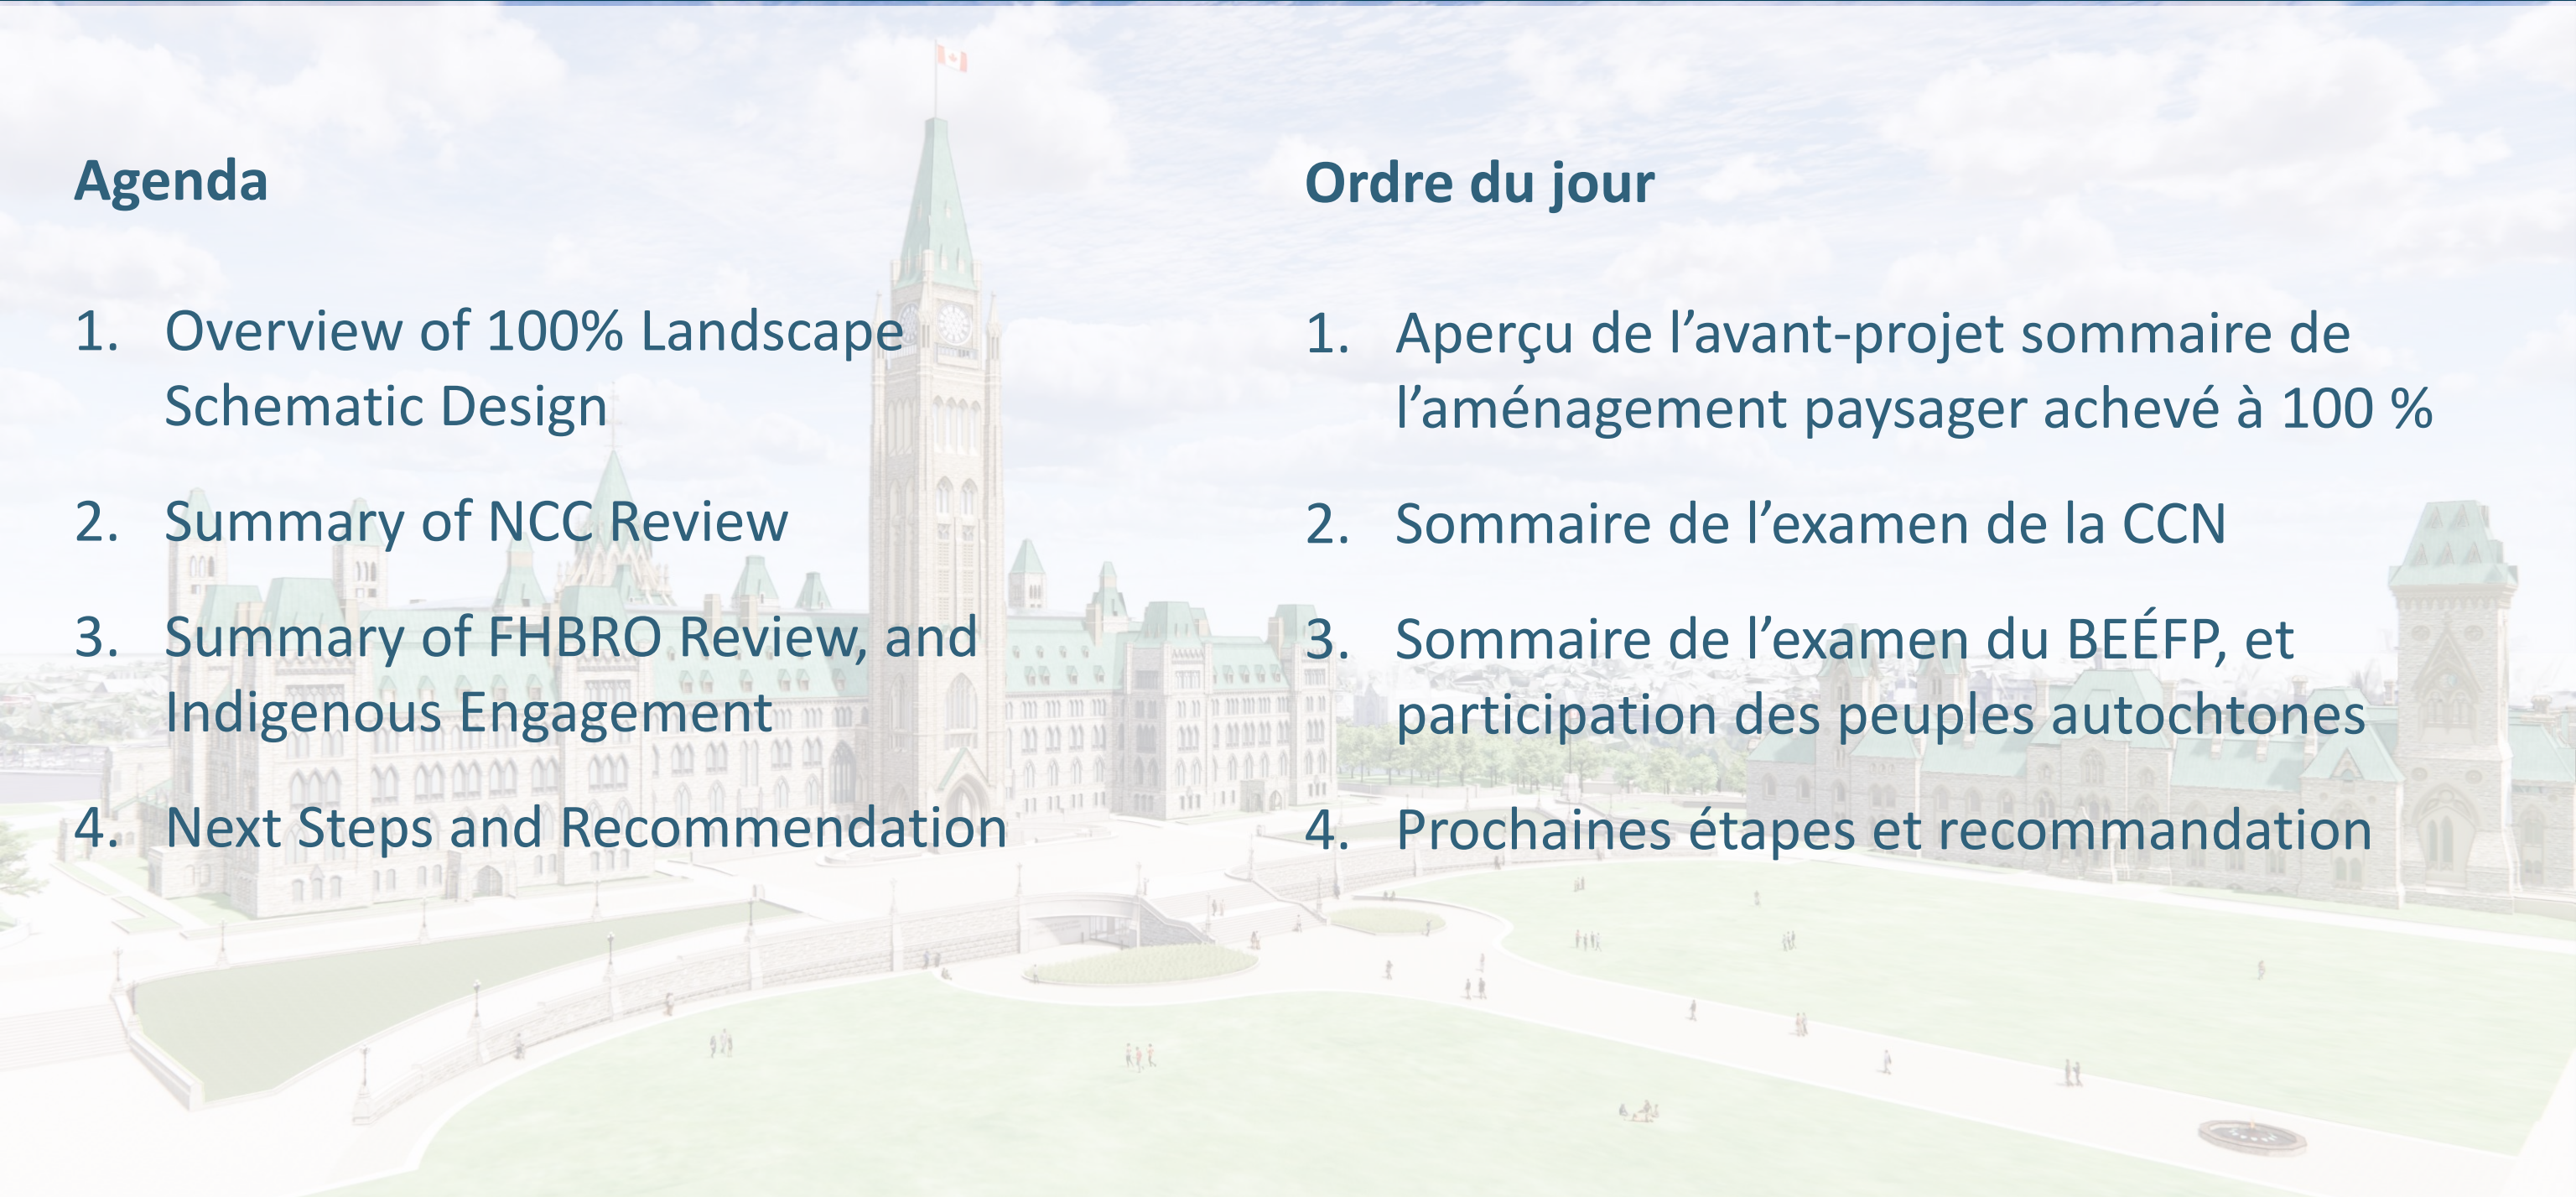 Agenda
1. Overview of 100% Landscape
Schematic Design
2. Summary of NCC Review
3. Summary of FHBRO Review, and
Indigenous Engagement
4. Next Steps and Recommendation
Ordre du jour
1. Aperçu de l’avant-projet sommaire de
l’aménagement paysager achevé à 100 %
2. Sommaire de l’examen de la CCN
3. Sommaire de l’examen du BEÉFP, et
participation des peuples autochtones
4. Prochaines étapes et recommandation